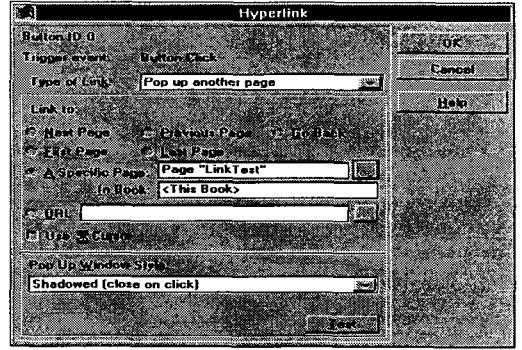 Hyperlink
Button ID 0
OK
Trigger event: Button Click
Cancel
Type of Link: Pop up another page
Help
Link to:
Next Page Previous Page Go Back
First Page Last Page
A Specific Page: Page "LinkTest"
In Book: <This Book>
URL
Use
Pop Up Window Style:
Shadowed (close on click)
Test